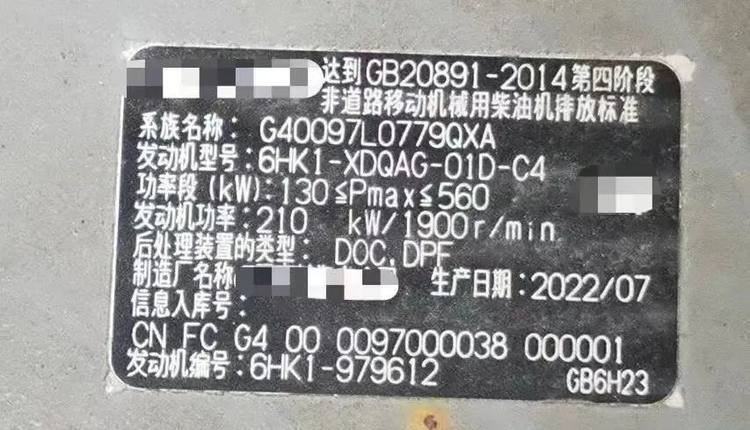 达到GB20891-2014第四阶段
非道路移动机械用柴油机排放标准
系族名称: G40097L0779QXA
发动机型号: 6HK1-XDQAG-01D-C4
功率段 (kW): 130≤Pmax≤560
发动机功率: 210 kW/1900r/min
后处理装置的类型: DOC,DPF
制造厂名称 生产日期: 2022/07
信息入库号:
CN FC G4 00 0097000038 000001
发动机编号: 6HK1-979612 GB6H23